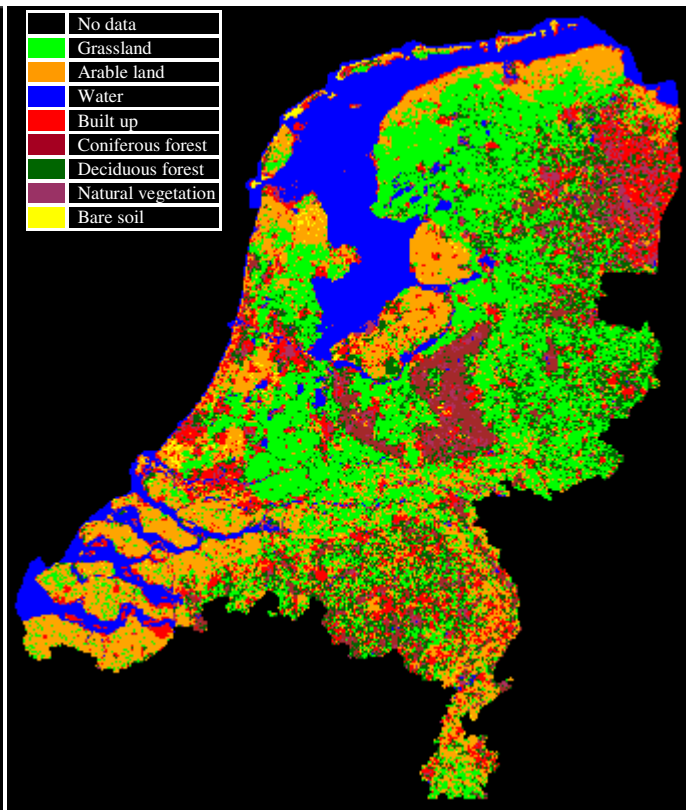 No data
Grassland
Arable land
Water
Built up
Coniferous forest
Deciduous forest
Natural vegetation
Bare soil